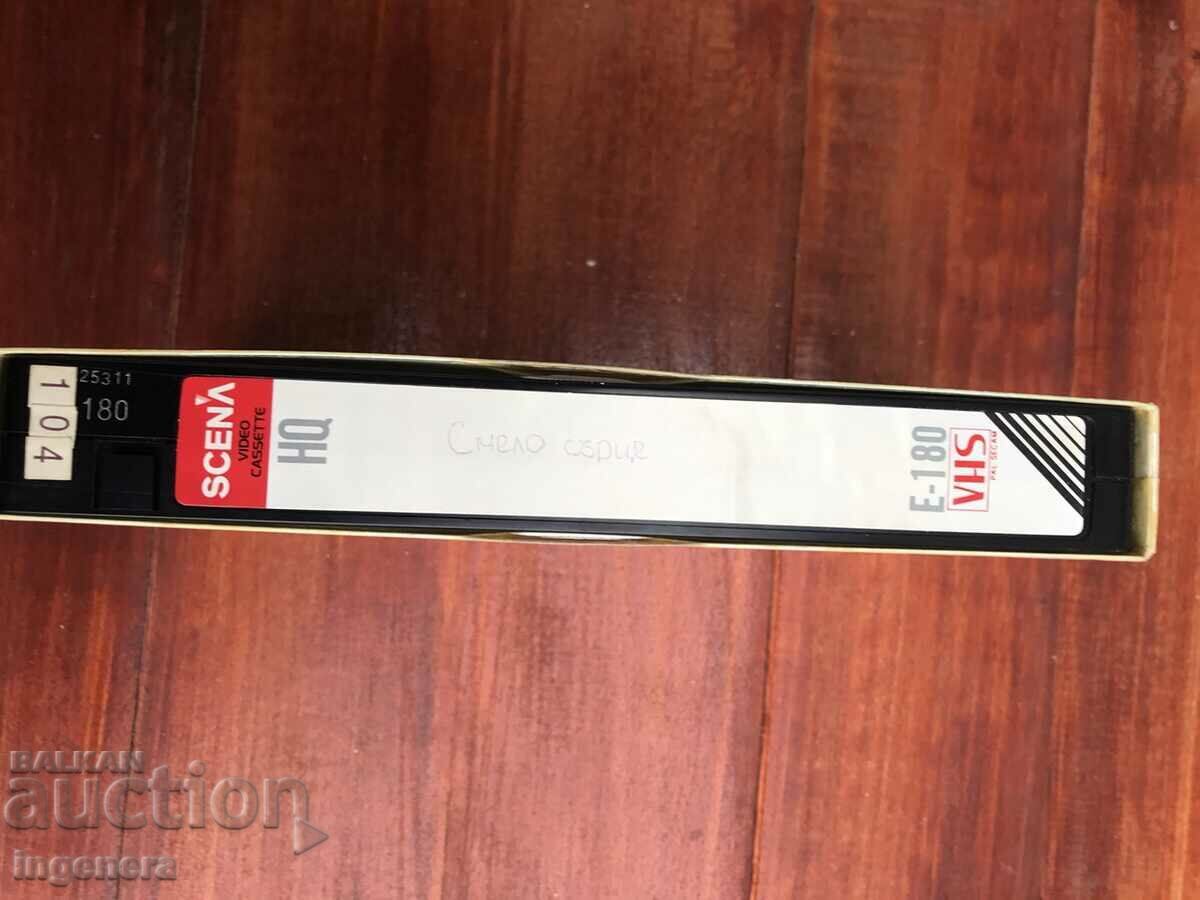 25311
180
1
0
4
SCENA
VIDEO
CASSETTE
HQ
Смело сърце
E-180
VHS
PAL SECAM
BALKAN
auction
ingenera